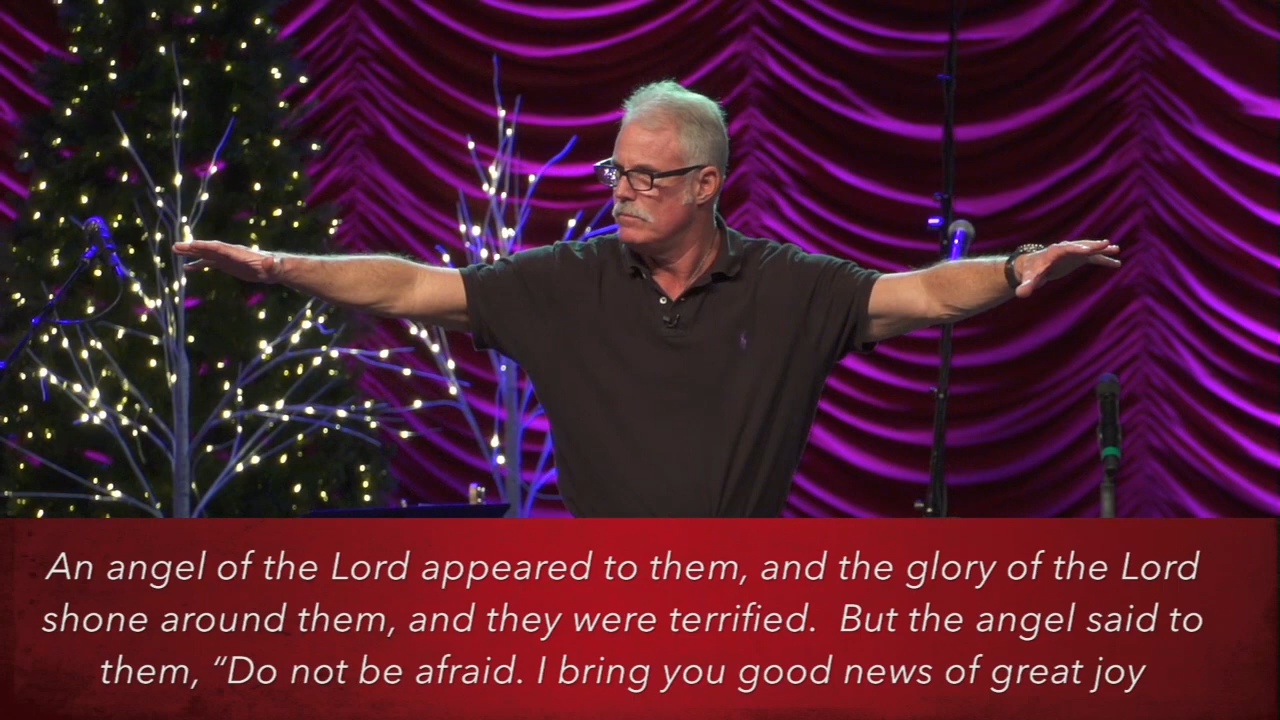 An angel of the Lord appeared to them, and the glory of the Lord
shone around them, and they were terrified.  But the angel said to
them, “Do not be afraid. I bring you good news of great joy